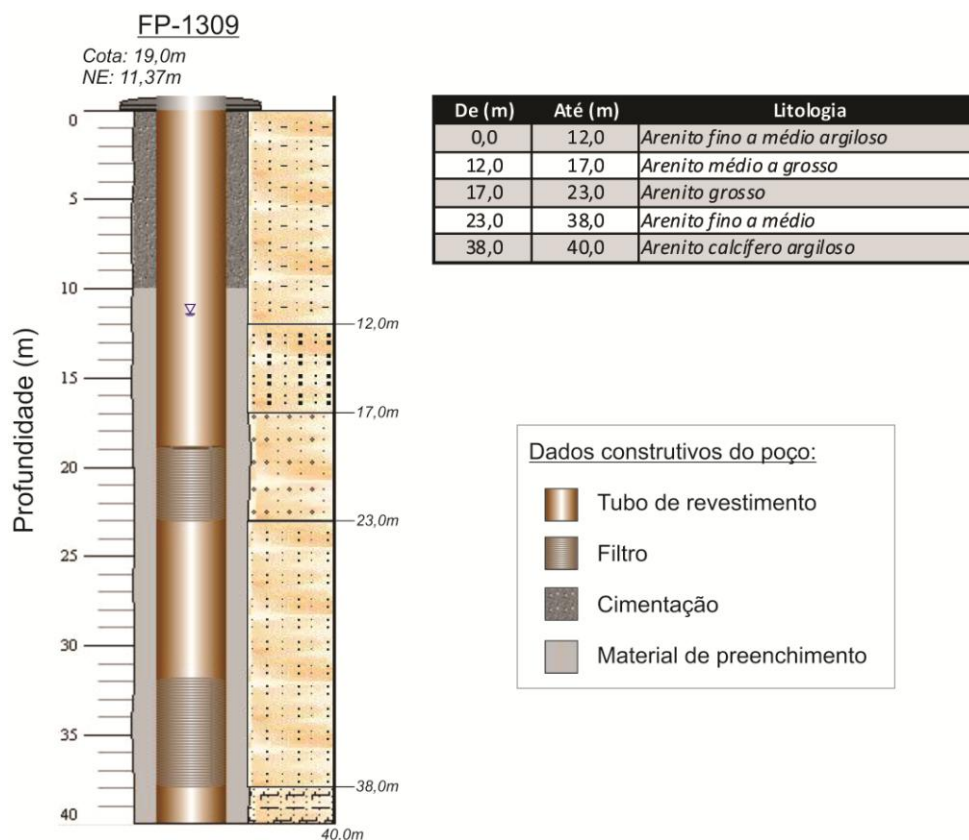 FP-1309
Cota: 19,0m
NE: 11,37m
De (m) Até (m) Litologia
0,0 12,0 Arenito fino a médio argiloso
12,0 17,0 Arenito médio a grosso
17,0 23,0 Arenito grosso
23,0 38,0 Arenito fino a médio
38,0 40,0 Arenito calcífero argiloso
Profundidade (m)
0
5
10
12,0m
15
17,0m
20
23,0m
25
30
35
38,0m
40
40,0m
Dados construtivos do poço:
Tubo de revestimento
Filtro
Cimentação
Material de preenchimento